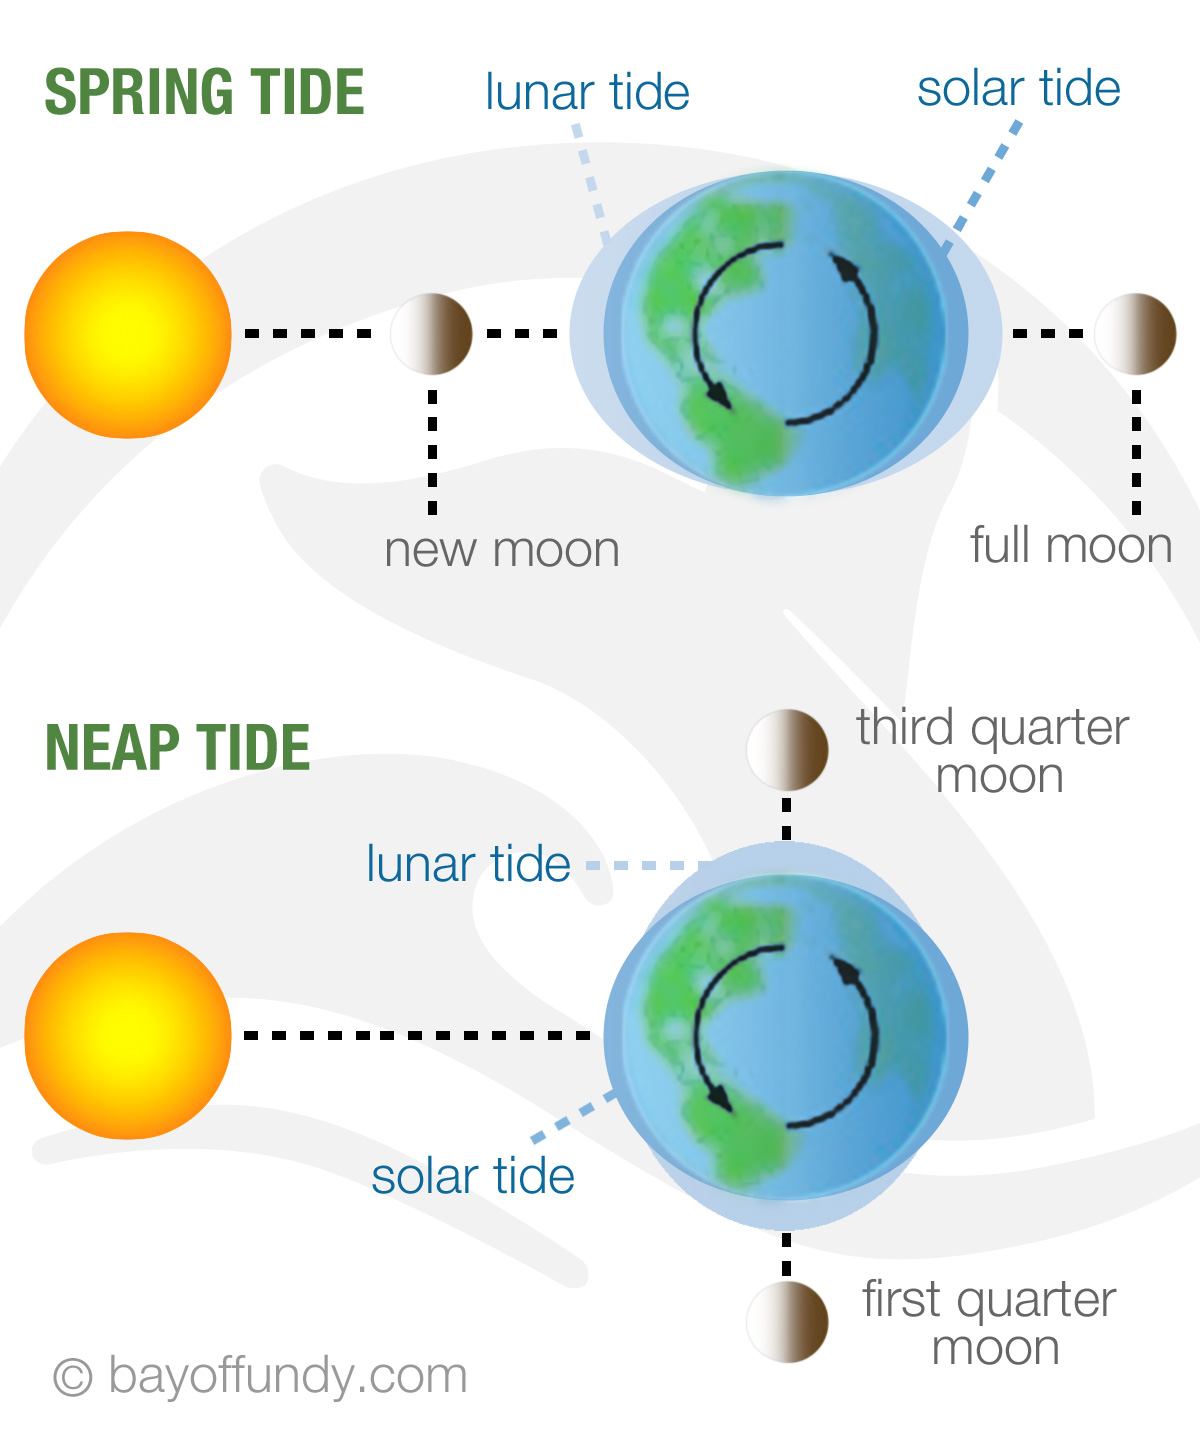 SPRING TIDE
lunar tide
solar tide
new moon
full moon
NEAP TIDE
third quarter
moon
lunar tide
solar tide
first quarter
moon
© bayoffundy.com